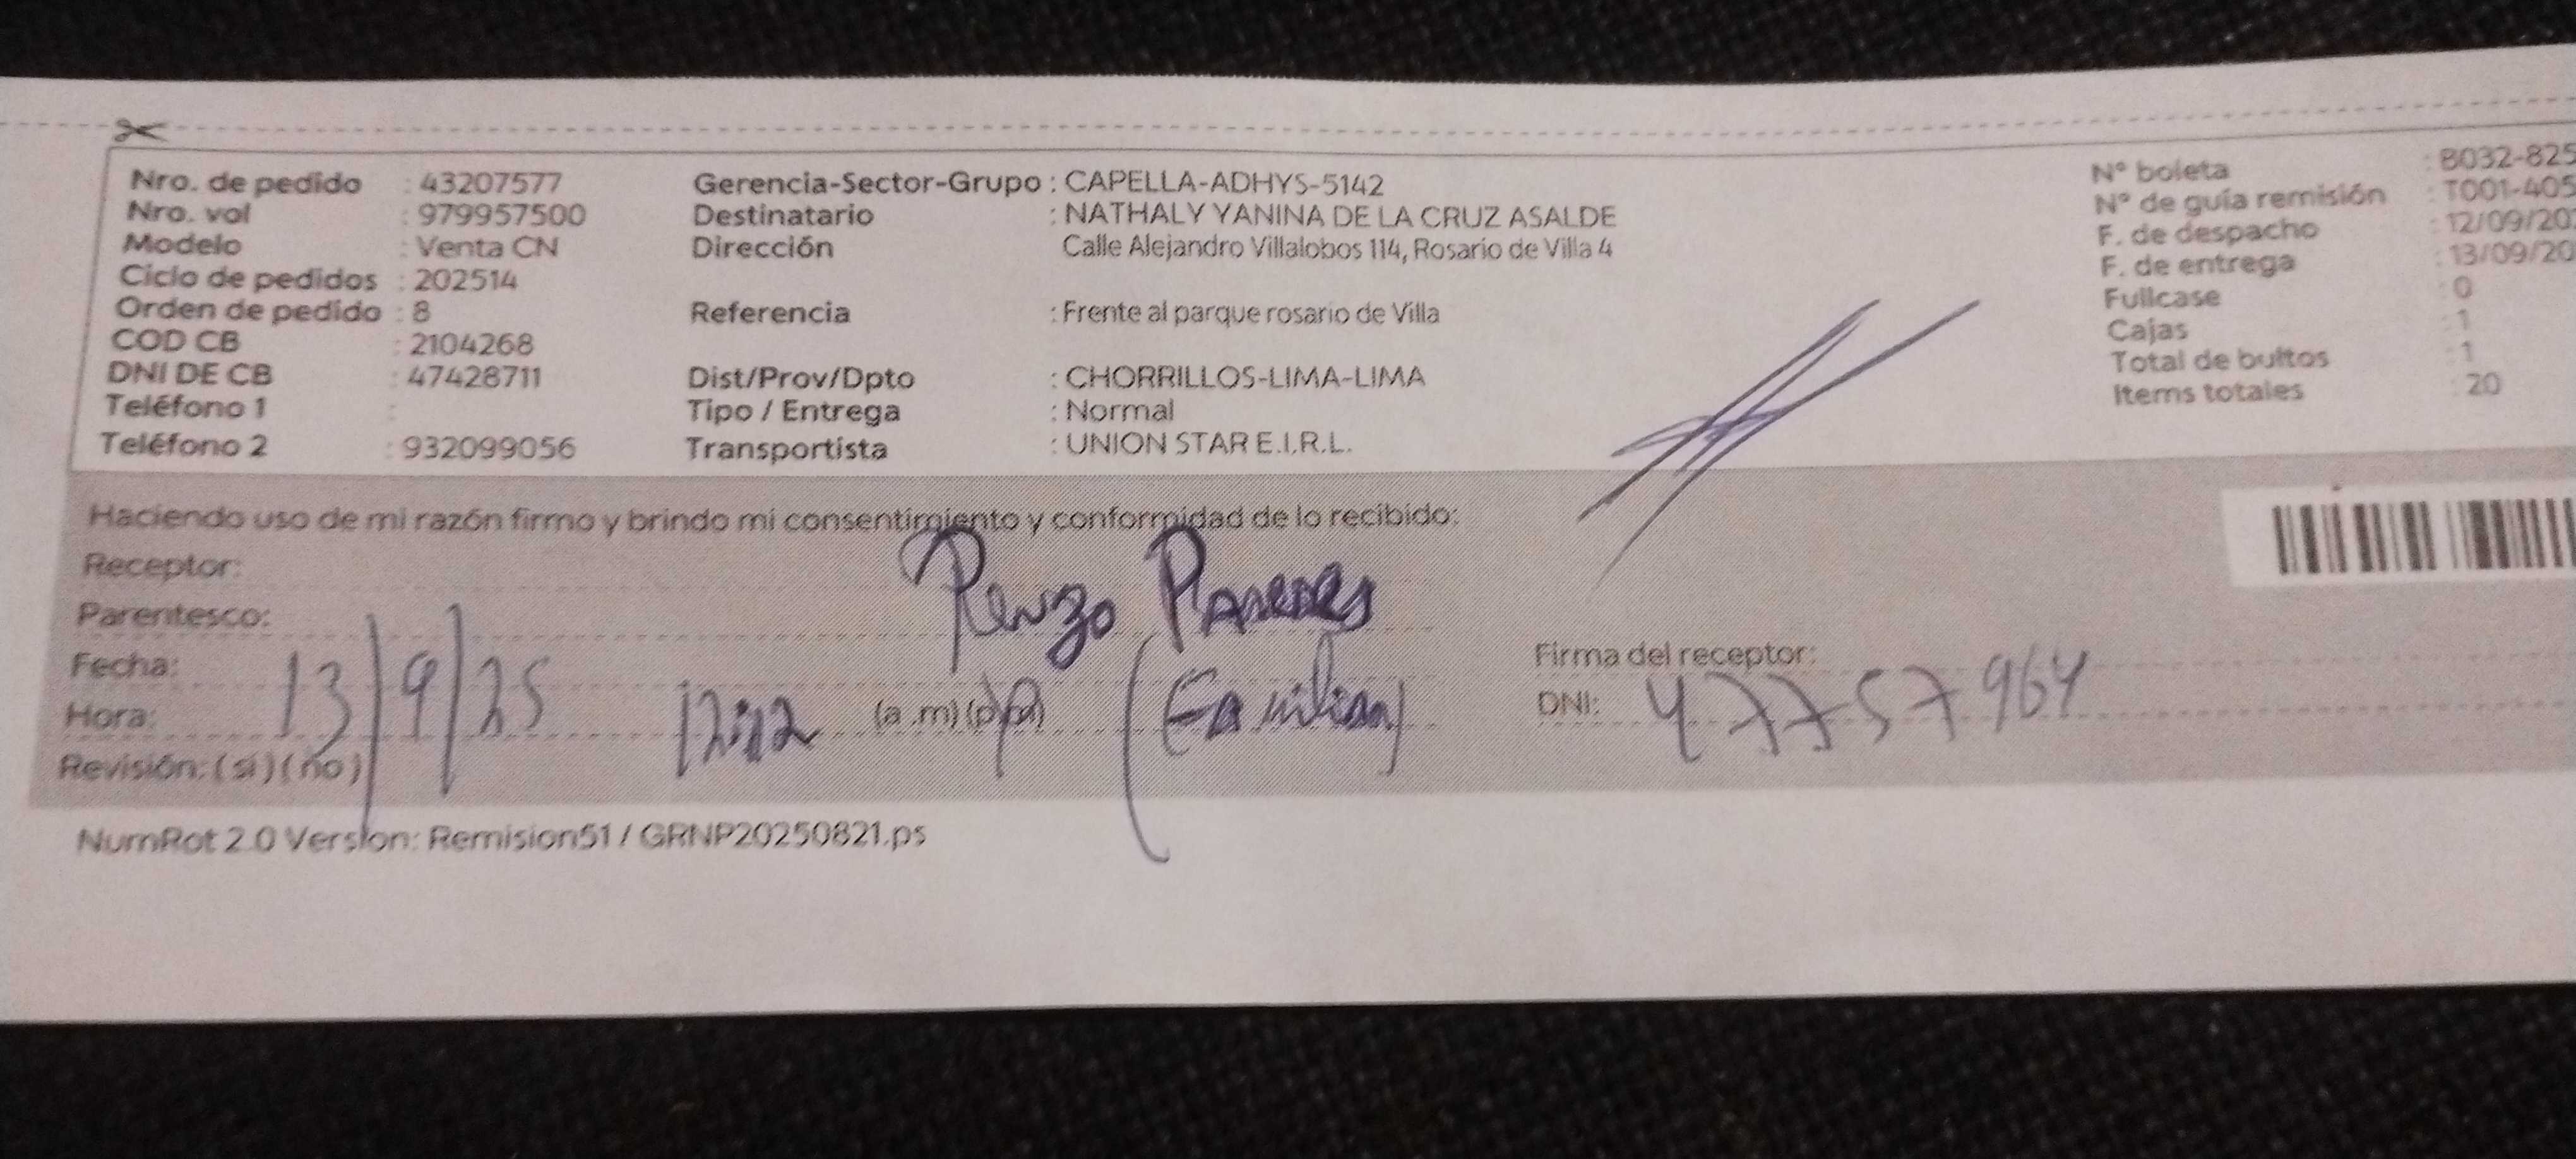 Nro. de pedido : 43207577 Gerencia-Sector-Grupo : CAPELLA-ADHYS-5142 Nº boleta : B032-825
Nro. vol : 979957500 Destinatario : NATHALY YANINA DE LA CRUZ ASALDE Nº de guía remisión : T001-405
Modelo : Venta CN Dirección Calle Alejandro Villalobos 114, Rosario de Villa 4 F. de despacho : 12/09/20
Ciclo de pedidos : 202514 F. de entrega : 13/09/20
Orden de pedido : 8 Referencia : Frente al parque rosario de Villa Fullcase : 0
COD CB : 2104268 Cajas : 1
DNI DE CB : 47428711 Dist/Prov/Dpto : CHORRILLOS-LIMA-LIMA Total de bultos : 1
Teléfono 1 : Tipo / Entrega : Normal Items totales : 20
Teléfono 2 : 932099056 Transportista : UNION STAR E.I.R.L.
Haciendo uso de mi razón firmo y brindo mi consentimiento y conformidad de lo recibido:
Receptor: Renzo Paredes
Parentesco: (Familiar)
Fecha: 13/9/25 Firma del receptor:
Hora: 12:12 (a.m)(p.m) DNI: 47757964
Revisión: (si) (no)
NumRot 2.0 Version: Remision51 / GRNP20250821.ps